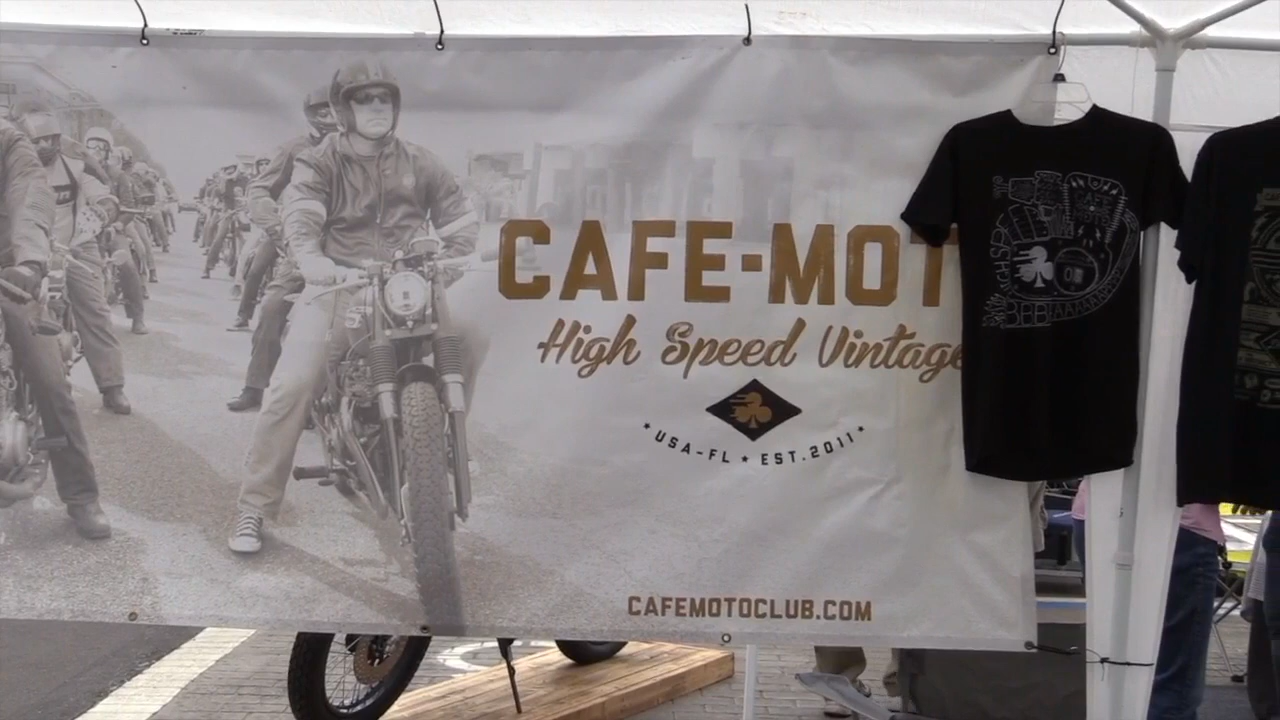 CAFE-MOT
High Speed Vintage
USA-FL ★ EST.2011
CAFEMOTOCLUB.COM